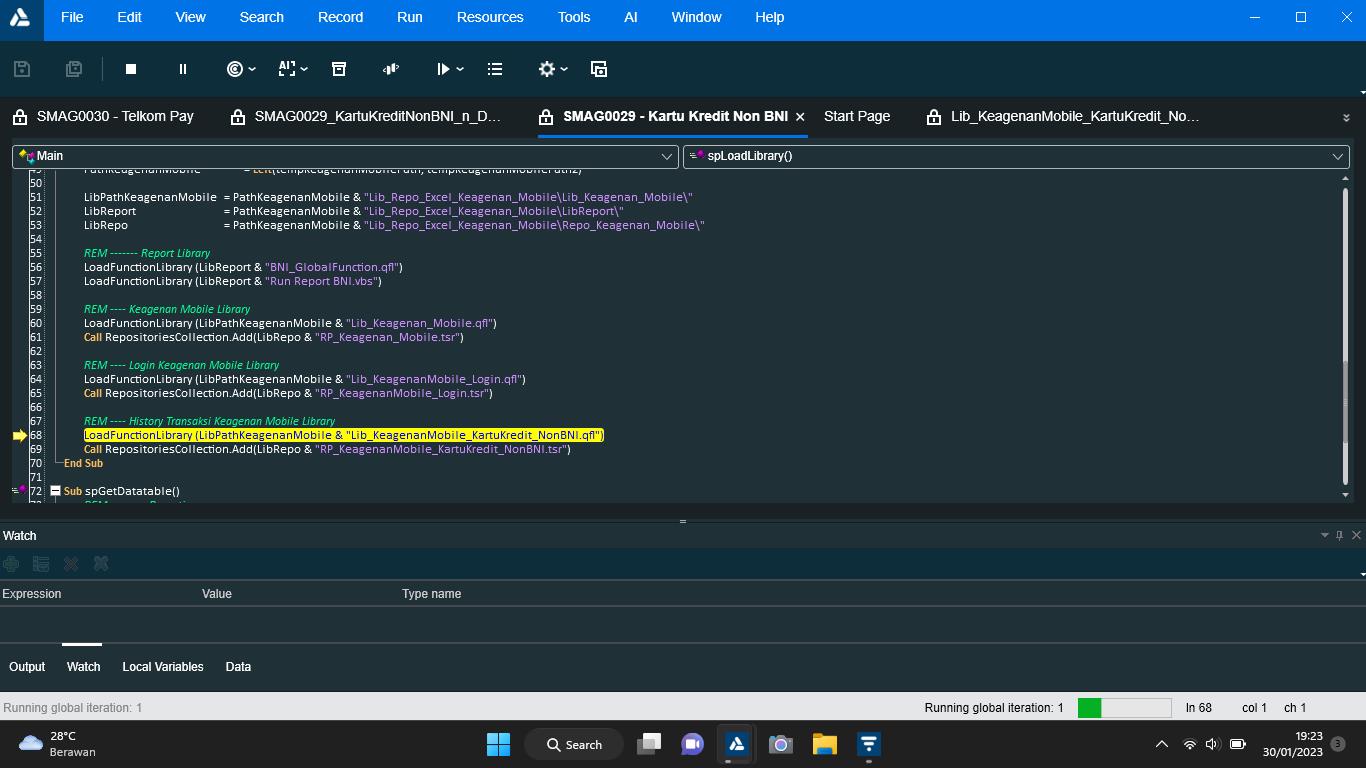 File Edit View Search Record Run Resources Tools AI Window Help
SMAG0030 - Telkom Pay SMAG0029_KartuKreditNonBNI_n_D... SMAG0029 - Kartu Kredit Non BNI Start Page Lib_KeagenanMobile_KartuKredit_No...
Main spLoadLibrary()
49 PathKeagenanMobile = Left(tempKeagenanMobilePath, tempKeagenanMobilePath2)
50
51 LibPathKeagenanMobile = PathKeagenanMobile & "Lib_Repo_Excel_Keagenan_Mobile\Lib_Keagenan_Mobile\"
52 LibReport = PathKeagenanMobile & "Lib_Repo_Excel_Keagenan_Mobile\LibReport\"
53 LibRepo = PathKeagenanMobile & "Lib_Repo_Excel_Keagenan_Mobile\Repo_Keagenan_Mobile\"
54
55 REM ------- Report Library
56 LoadFunctionLibrary (LibReport & "BNI_GlobalFunction.qfl")
57 LoadFunctionLibrary (LibReport & "Run Report BNI.vbs")
58
59 REM ---- Keagenan Mobile Library
60 LoadFunctionLibrary (LibPathKeagenanMobile & "Lib_Keagenan_Mobile.qfl")
61 Call RepositoriesCollection.Add(LibRepo & "RP_Keagenan_Mobile.tsr")
62
63 REM ---- Login Keagenan Mobile Library
64 LoadFunctionLibrary (LibPathKeagenanMobile & "Lib_KeagenanMobile_Login.qfl")
65 Call RepositoriesCollection.Add(LibRepo & "RP_KeagenanMobile_Login.tsr")
66
67 REM ---- History Transaksi Keagenan Mobile Library
68 LoadFunctionLibrary (LibPathKeagenanMobile & "Lib_KeagenanMobile_KartuKredit_NonBNI.qfl")
69 Call RepositoriesCollection.Add(LibRepo & "RP_KeagenanMobile_KartuKredit_NonBNI.tsr")
70 End Sub
71
72 Sub spGetDatatable()
Watch
Expression Value Type name
Output Watch Local Variables Data
Running global iteration: 1 Running global iteration: 1 ln 68 col 1 ch 1
28°C
Berawan
Search
19:23
30/01/2023
3